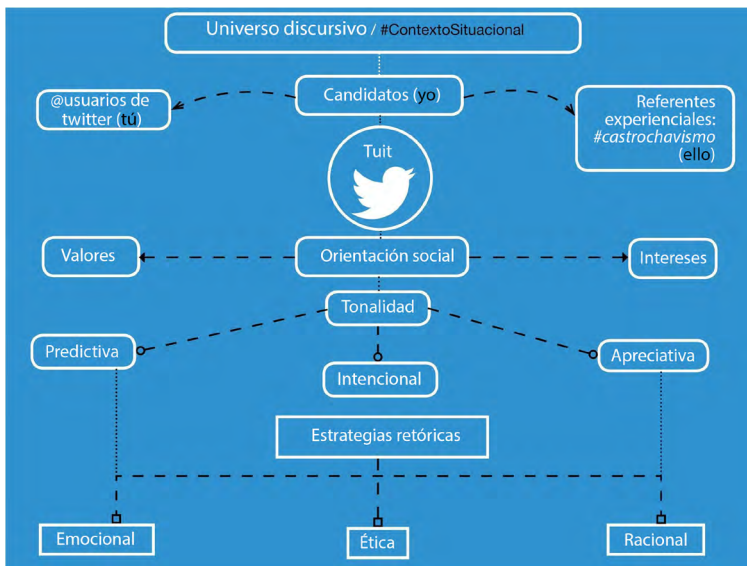 Universo discursivo / #ContextoSituacional
@usuarios de
twitter (tú)
Candidatos (yo)
Referentes
experienciales:
#castrochavismo
(ello)
Tuit
Valores
Orientación social
Intereses
Tonalidad
Predictiva
Intencional
Apreciativa
Estrategias retóricas
Emocional
Ética
Racional